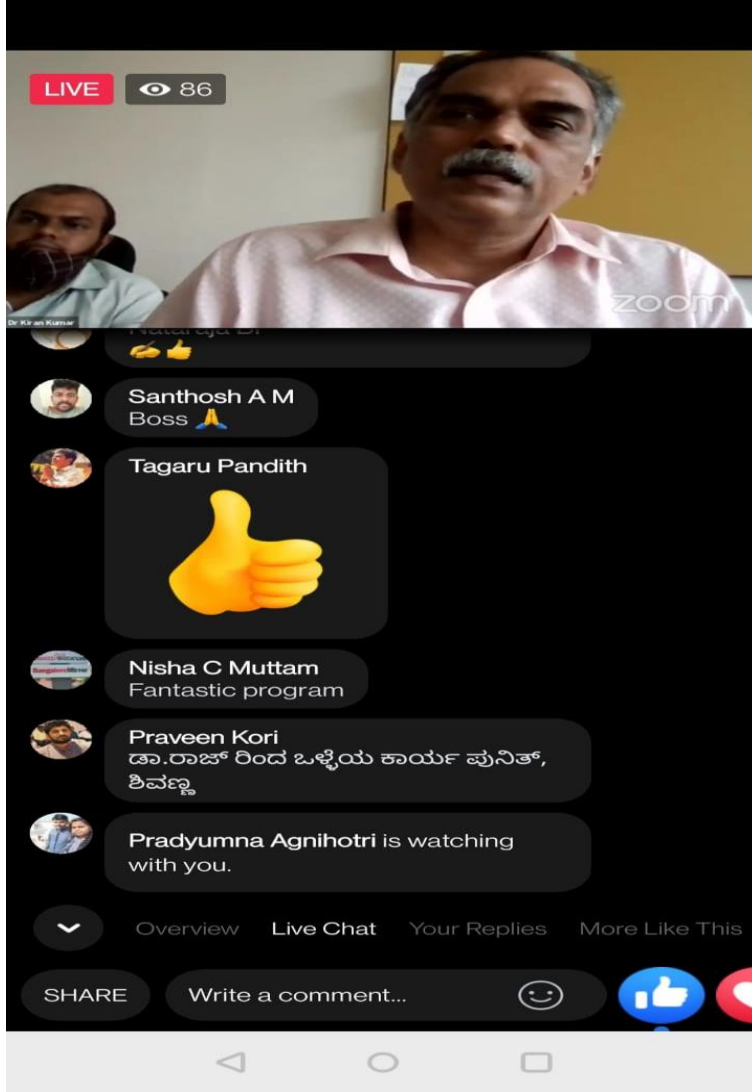 LIVE
86
zoom
Dr Kiran Kumar
Nataraja B.
✍👍
Santhosh A M
Boss 🙏
Tagaru Pandith
Nisha C Muttam
Fantastic program
Praveen Kori
ಡಾ.ರಾಜ್ ರಿಂದ ಒಳ್ಳೆಯ ಕಾರ್ಯ ಪುನಿತ್,
ಶಿವಣ್ಣ
Pradyumna Agnihotri is watching
with you.
Overview Live Chat Your Replies More Like This
SHARE Write a comment...